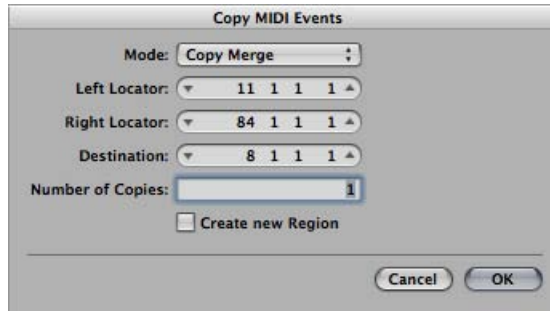 Copy MIDI Events
Mode: Copy Merge
Left Locator: 11 1 1 1
Right Locator: 84 1 1 1
Destination: 8 1 1 1
Number of Copies: 1
Create new Region
Cancel OK